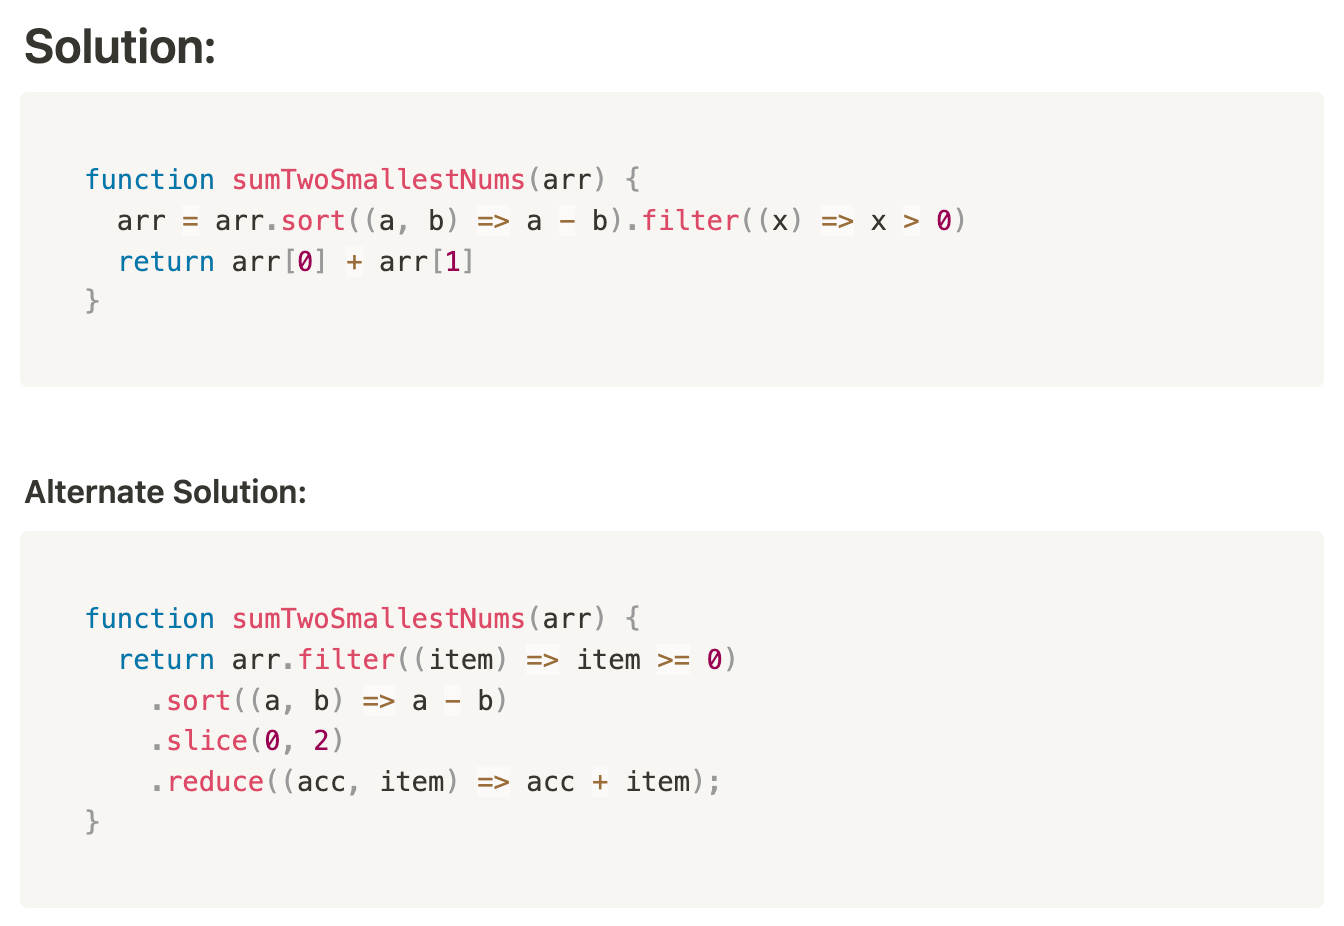 Solution:
function sumTwoSmallestNums(arr) {
  arr = arr.sort((a, b) => a - b).filter((x) => x > 0)
  return arr[0] + arr[1]
}
Alternate Solution:
function sumTwoSmallestNums(arr) {
  return arr.filter((item) => item >= 0)
    .sort((a, b) => a - b)
    .slice(0, 2)
    .reduce((acc, item) => acc + item);
}